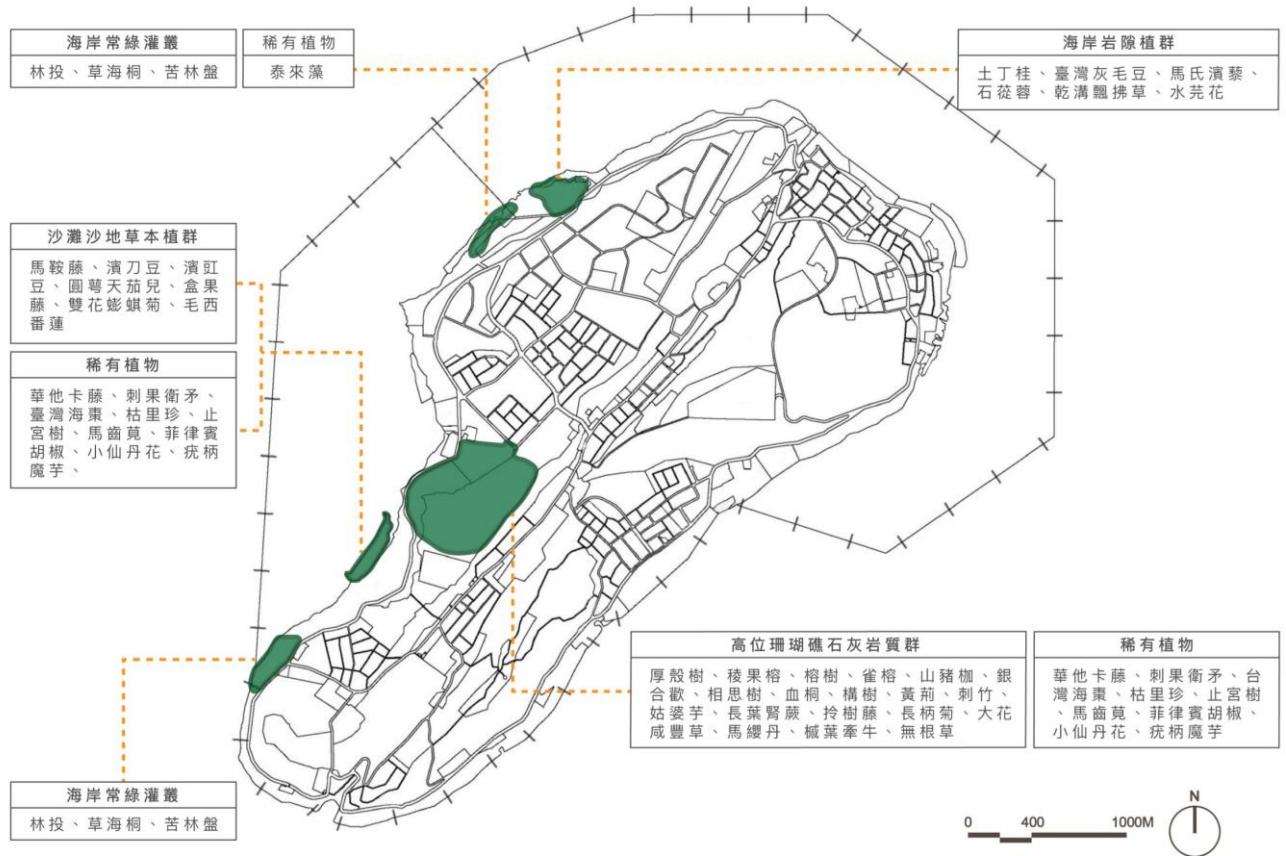 海岸常綠灌叢
林投、草海桐、苦林盤
稀有植物
泰來藻
海岸岩隙植群
土丁桂、臺灣灰毛豆、馬氏濱藜、
石蓯蓉、乾溝飄拂草、水芫花
沙灘沙地草本植群
馬鞍藤、濱刀豆、濱豇
豆、圓萼天茄兒、盒果
藤、雙花蟛蜞菊、毛西
番蓮
稀有植物
華他卡藤、刺果衛矛、
臺灣海棗、枯里珍、止
宮樹、馬齒莧、菲律賓
胡椒、小仙丹花、疣柄
魔芋、
高位珊瑚礁石灰岩質群
厚殼樹、稜果榕、榕樹、雀榕、山豬枷、銀
合歡、相思樹、血桐、構樹、黃荊、刺竹、
姑婆芋、長葉腎蕨、拎樹藤、長柄菊、大花
咸豐草、馬纓丹、槭葉牽牛、無根草
稀有植物
華他卡藤、刺果衛矛、台
灣海棗、枯里珍、止宮樹
、馬齒莧、菲律賓胡椒、
小仙丹花、疣柄魔芋
海岸常綠灌叢
林投、草海桐、苦林盤
0 400 1000M
N